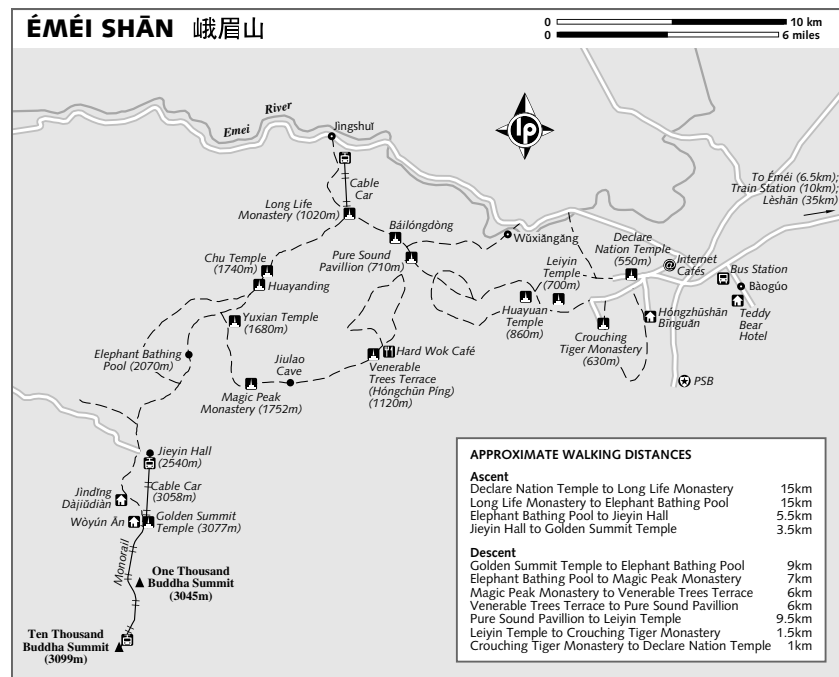 ÉMÉI SHĀN 峨眉山
0 10 km
0 6 miles
Emei River
Jìngshuǐ
lp
Cable
Car
To Éméi (6.5km);
Train Station (10km);
Lèshān (35km)
Long Life
Monastery (1020m)
Báilóngdòng
Wǔxiǎngǎng
Declare
Nation Temple
(550m)
Internet
Cafés
Bus Station
Bàoguó
Chu Temple
(1740m)
Pure Sound
Pavillion (710m)
Leiyin
Temple
(700m)
Huayanding
Huayuan
Temple
(860m)
Hóngzhūshān
Bīnguǎn
Teddy
Bear
Hotel
Yuxian Temple
(1680m)
Crouching
Tiger Monastery
(630m)
Elephant Bathing
Pool (2070m)
Jiulao
Cave
Hard Wok Café
Venerable
Trees Terrace
(Hóngchūn Píng)
1120m)
PSB
Magic Peak
Monastery (1752m)
Jieyin Hall
(2540m)
Cable Car
(3058m)
Jìndǐng
Dàjiǔdiàn
Wòyún Ān
Golden Summit
Temple (3077m)
Monorail
One Thousand
Buddha Summit
(3045m)
Ten Thousand
Buddha Summit
(3099m)
APPROXIMATE WALKING DISTANCES
Ascent
Declare Nation Temple to Long Life Monastery 15km
Long Life Monastery to Elephant Bathing Pool 15km
Elephant Bathing Pool to Jieyin Hall 5.5km
Jieyin Hall to Golden Summit Temple 3.5km
Descent
Golden Summit Temple to Elephant Bathing Pool 9km
Elephant Bathing Pool to Magic Peak Monastery 7km
Magic Peak Monastery to Venerable Trees Terrace 6km
Venerable Trees Terrace to Pure Sound Pavillion 6km
Pure Sound Pavillion to Leiyin Temple 9.5km
Leiyin Temple to Crouching Tiger Monastery 1.5km
Crouching Tiger Monastery to Declare Nation Temple 1km